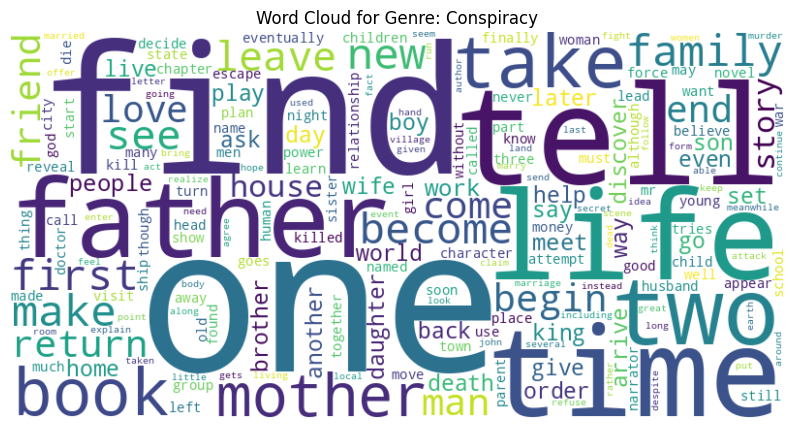 Word Cloud for Genre: Conspiracy
find
tell
one
life
father
time
two
take
mother
book
family
new
leave
friend
love
see
live
play
ask
day
boy
house
people
become
come
begin
end
story
even
son
discover
first
make
return
home
man
king
arrive
way
go
set
help
say
meet
work
wife
world
back
daughter
brother
another
death
give
order
narrator
parent
still
group
left
married
decide
state
chapter
eventually
children
finally
woman
fight
murder
women
seem
run
die
offer
letter
going
escape
plan
name
night
men
power
learn
relationship
fact
author
used
hand
village
given
never
later
force
may
novel
lead
want
although
believe
follow
must
continue
war
form
able
last
land
marry
know
part
called
three
without
city
god
start
reveal
many
kill
bring
act
hope
realize
turn
need
head
show
human
event
agree
sister
girl
killed
money
secret
send
idea
scene
mr
keep
young
meanwhile
tries
think
dead
good
child
well
attack
appear
school
husband
attempt
character
claim
named
marriage
instead
place
including
great
earth
long
put
around
despite
rather
several
refuse
john
town
use
move
soon
look
together
gets
living
local
goes
body
along
away
old
found
little
taken
much
explain
room
point
visit
made
doctor
feel
enter
call
thing
ship
though